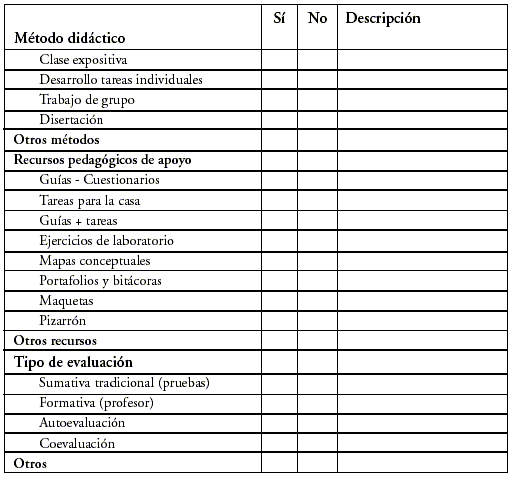 Sí No Descripción
Método didáctico
Clase expositiva
Desarrollo tareas individuales
Trabajo de grupo
Disertación
Otros métodos
Recursos pedagógicos de apoyo
Guías - Cuestionarios
Tareas para la casa
Guías + tareas
Ejercicios de laboratorio
Mapas conceptuales
Portafolios y bitácoras
Maquetas
Pizarrón
Otros recursos
Tipo de evaluación
Sumativa tradicional (pruebas)
Formativa (profesor)
Autoevaluación
Coevaluación
Otros